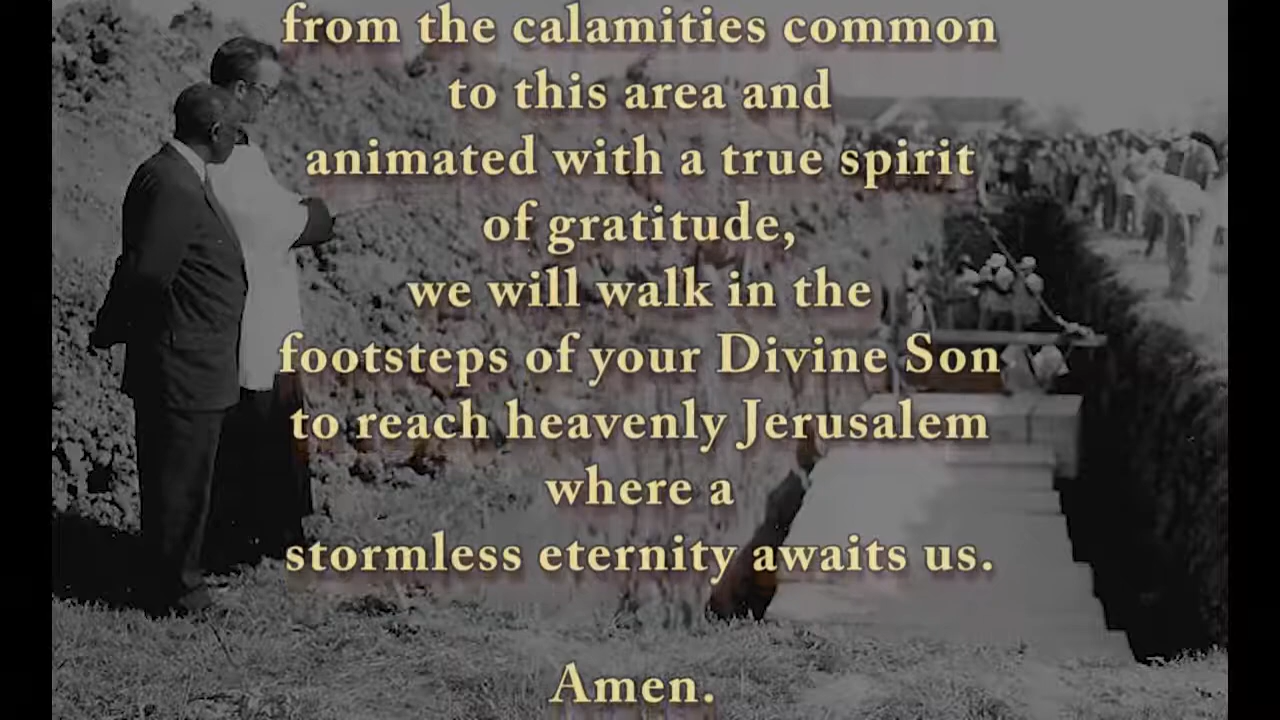 from the calamities common
to this area and
animated with a true spirit
of gratitude,
we will walk in the
footsteps of your Divine Son
to reach heavenly Jerusalem
where a
stormless eternity awaits us.
Amen.